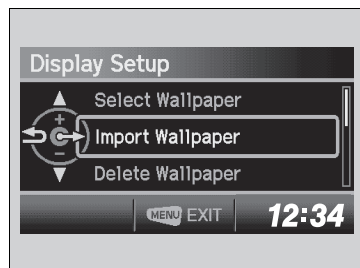 Display Setup
Select Wallpaper
+
Import Wallpaper
−
Delete Wallpaper
MENU EXIT 12:34